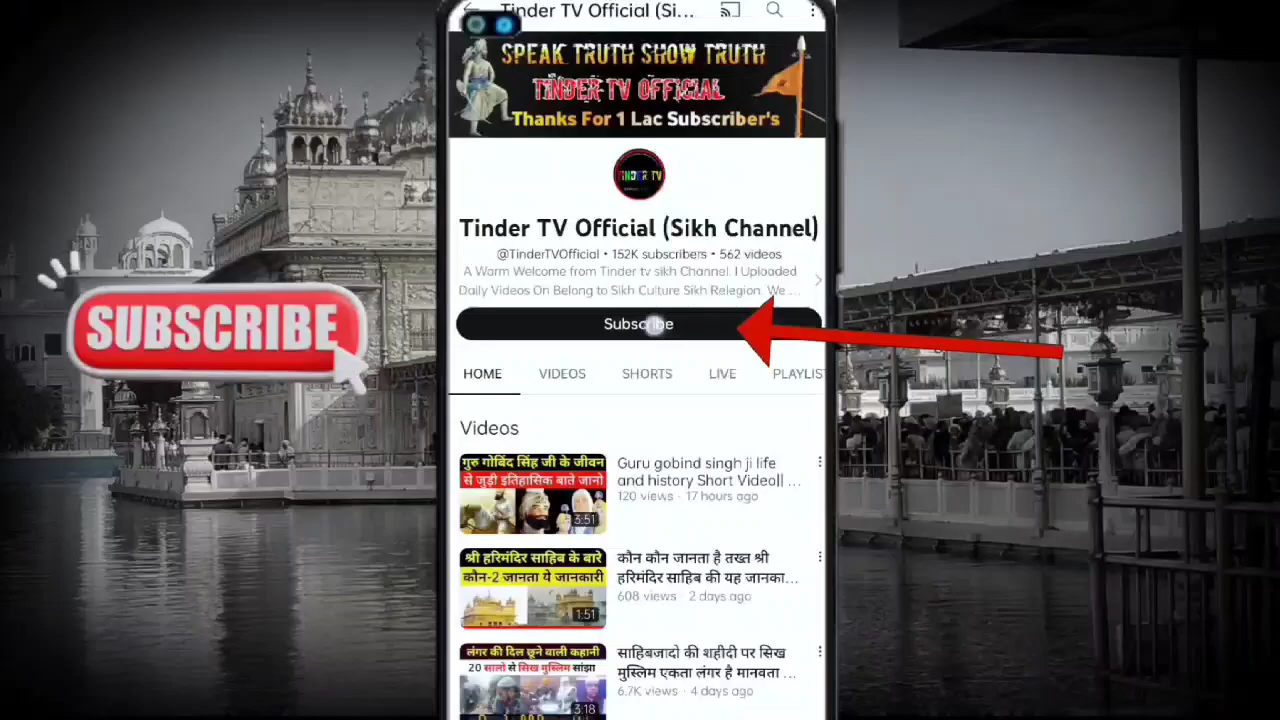 Tinder TV Official (Si...
SPEAK TRUTH SHOW TRUTH
TINDER TV OFFICIAL
Thanks For 1 Lac Subscriber's
TINDER TV
Tinder TV Official (Sikh Channel)
@TinderTVOfficial • 152K subscribers • 562 videos
A Warm Welcome from Tinder tv sikh Channel. I Uploaded
Daily Videos On Belong to Sikh Culture Sikh Relegion. We ...
SUBSCRIBE
Subscribe
HOME VIDEOS SHORTS LIVE PLAYLIS
Videos
गुरु गोबिंद सिंह जी के जीवन
से जुड़ी इतिहासिक बाते जानो
3:51
Guru gobind singh ji life
and history Short Video|| ...
120 views · 17 hours ago
श्री हरिमंदिर साहिब के बारे
कौन-2 जानता ये जानकारी
1:51
कौन कौन जानता है तख्त श्री
हरिमंदिर साहिब की यह जानका...
608 views · 2 days ago
लंगर की दिल छूने वाली कहानी
20 सालो से सिख मुस्लिम सांझा
3:18
साहिबजादो की शहीदी पर सिख
मुस्लिम एकता लंगर है मानवता ...
6.7K views · 4 days ago